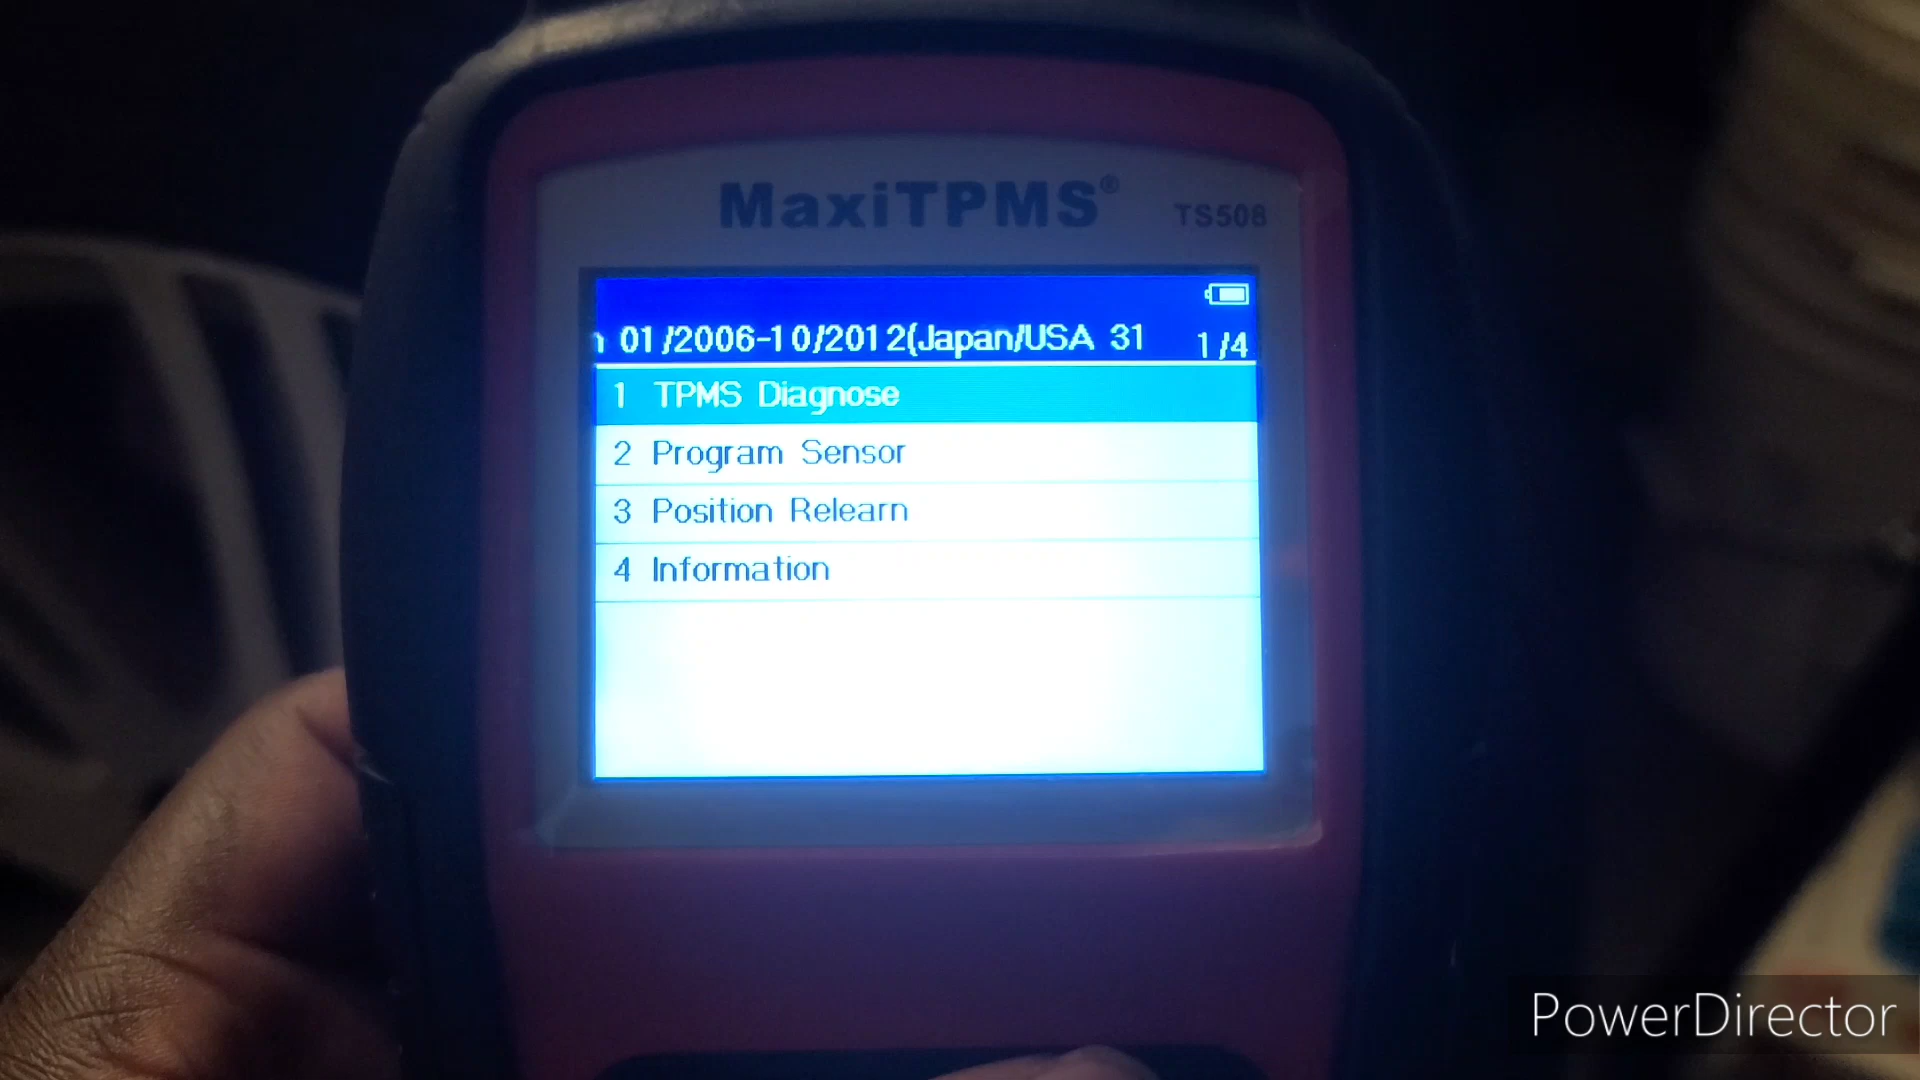 MaxiTPMS® TS508
01/2006-10/2012(Japan/USA 31 1/4
1 TPMS Diagnose
2 Program Sensor
3 Position Relearn
4 Information
PowerDirector